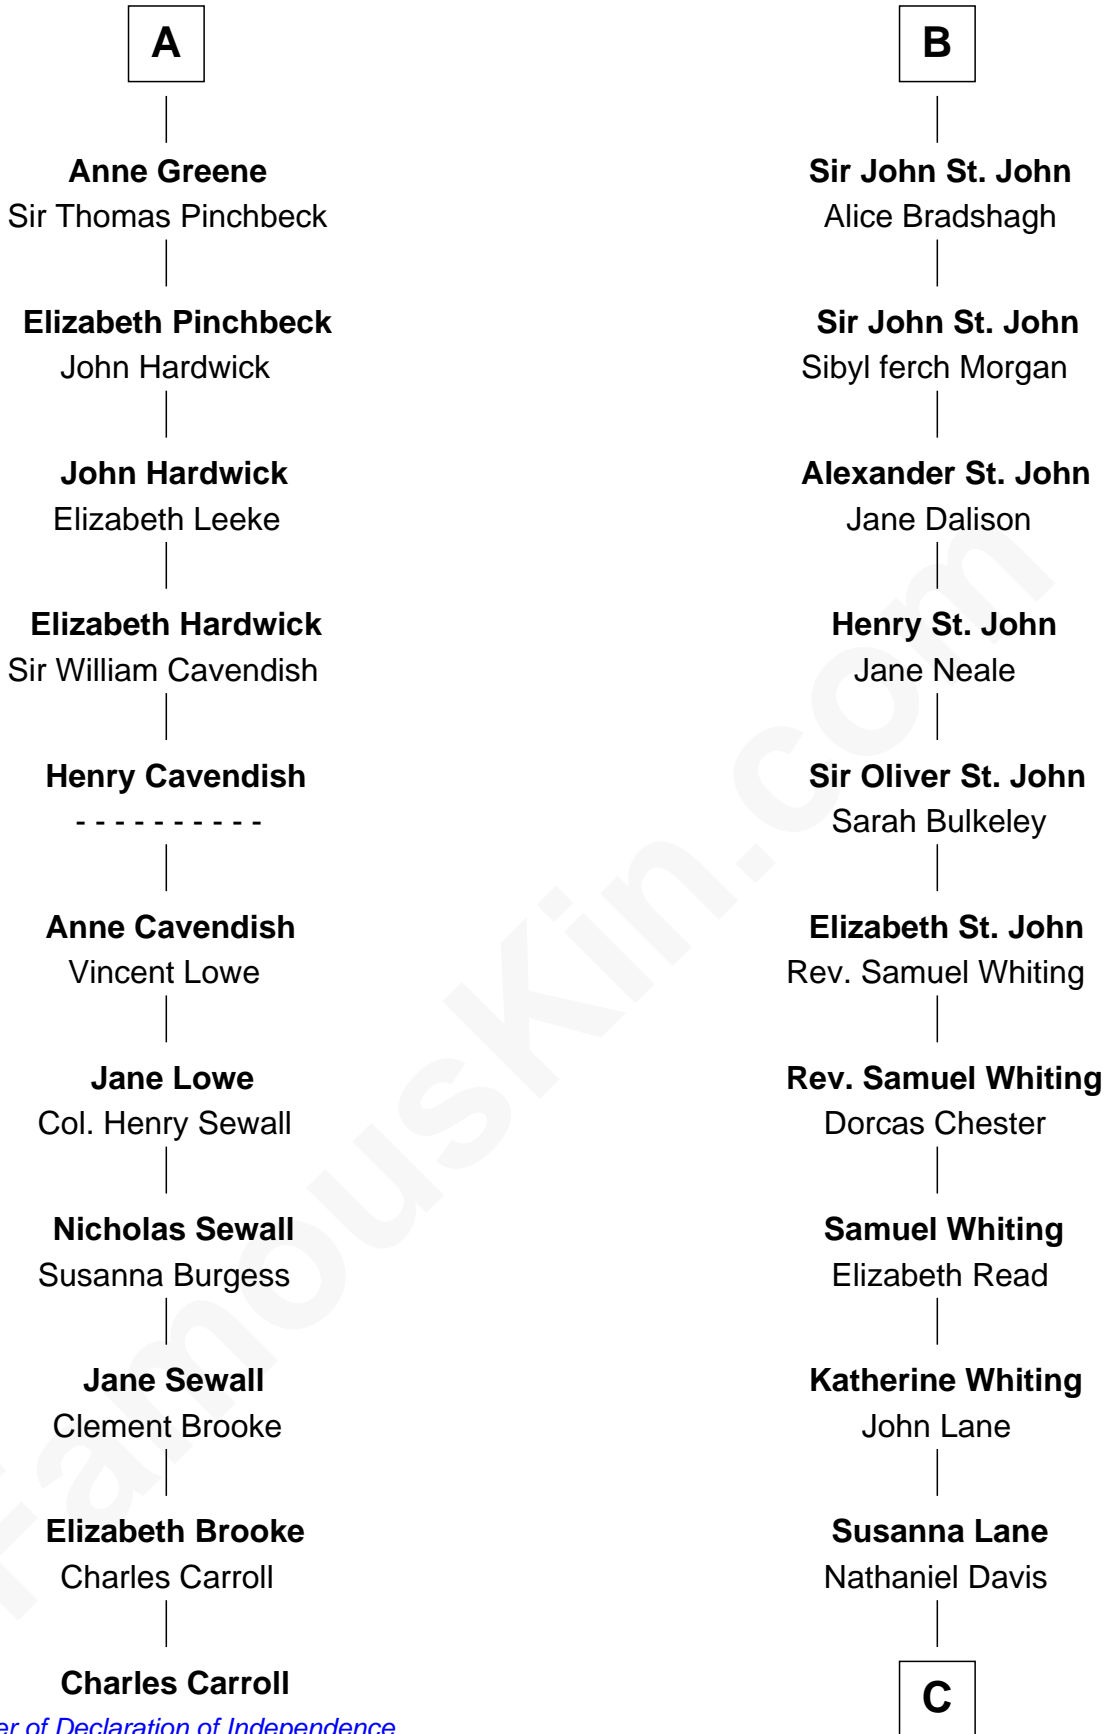 A
Anne Greene
Sir Thomas Pinchbeck
Elizabeth Pinchbeck
John Hardwick
John Hardwick
Elizabeth Leeke
Elizabeth Hardwick
Sir William Cavendish
Henry Cavendish
- - - - - - - - - -
Anne Cavendish
Vincent Lowe
Jane Lowe
Col. Henry Sewall
Nicholas Sewall
Susanna Burgess
Jane Sewall
Clement Brooke
Elizabeth Brooke
Charles Carroll
Charles Carroll
er of Declaration of Independence
B
Sir John St. John
Alice Bradshagh
Sir John St. John
Sibyl ferch Morgan
Alexander St. John
Jane Dalison
Henry St. John
Jane Neale
Sir Oliver St. John
Sarah Bulkeley
Elizabeth St. John
Rev. Samuel Whiting
Rev. Samuel Whiting
Dorcas Chester
Samuel Whiting
Elizabeth Read
Katherine Whiting
John Lane
Susanna Lane
Nathaniel Davis
C
FamousKin.com